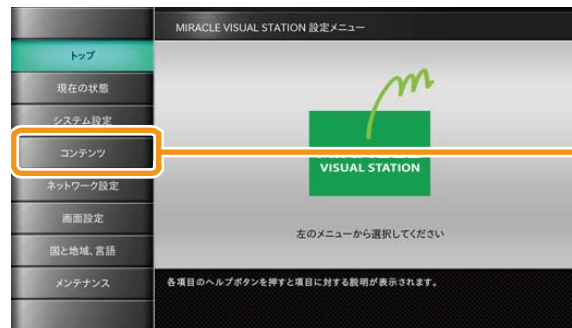 MIRACLE VISUAL STATION 設定メニュー
トップ
現在の状態
システム設定
コンテンツ
ネットワーク設定
画面設定
国と地域、言語
メンテナンス
VISUAL STATION
左のメニューから選択してください
各項目のヘルプボタンを押すと項目に対する説明が表示されます。